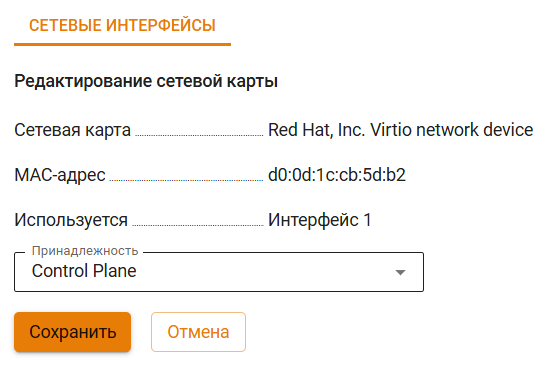 СЕТЕВЫЕ ИНТЕРФЕЙСЫ
Редактирование сетевой карты
Сетевая карта Red Hat, Inc. Virtio network device
MAC-адрес d0:0d:1c:cb:5d:b2
Используется Интерфейс 1
Принадлежность
Control Plane
Сохранить Отмена